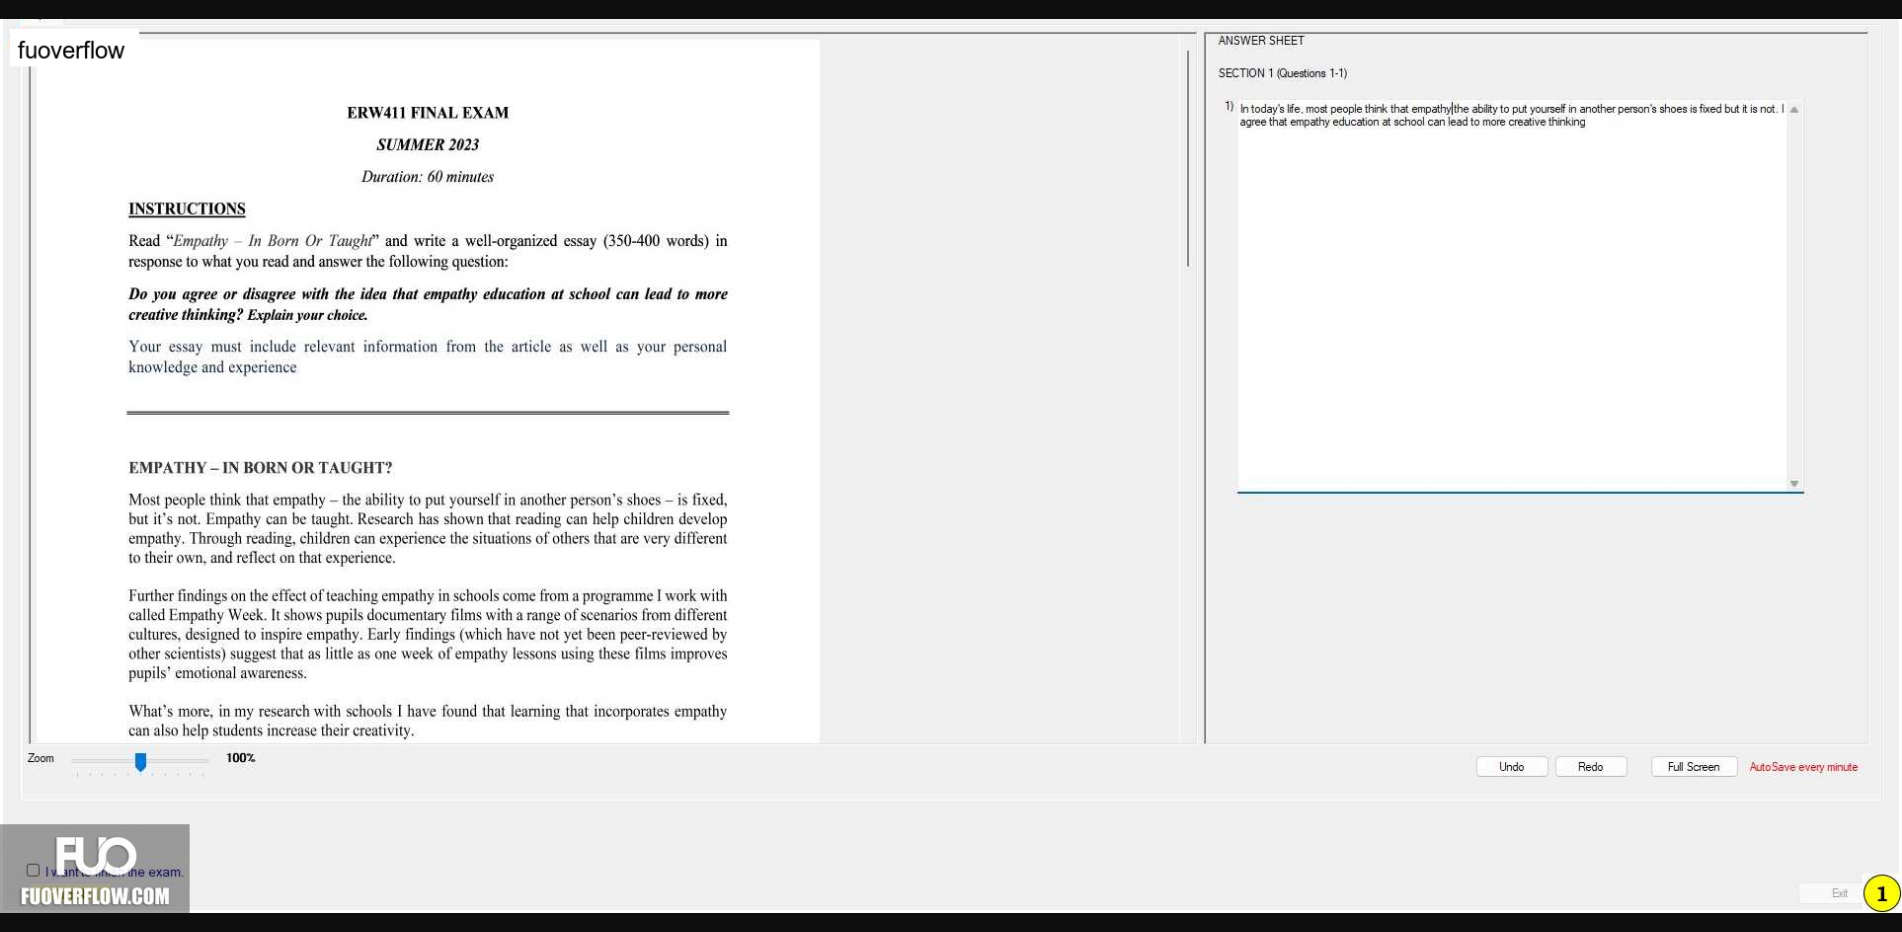 fuoverflow
ERW411 FINAL EXAM
SUMMER 2023
Duration: 60 minutes
INSTRUCTIONS
Read “Empathy – In Born Or Taught” and write a well-organized essay (350-400 words) in
response to what you read and answer the following question:
Do you agree or disagree with the idea that empathy education at school can lead to more
creative thinking? Explain your choice.
Your essay must include relevant information from the article as well as your personal
knowledge and experience
EMPATHY – IN BORN OR TAUGHT?
Most people think that empathy – the ability to put yourself in another person’s shoes – is fixed,
but it’s not. Empathy can be taught. Research has shown that reading can help children develop
empathy. Through reading, children can experience the situations of others that are very different
to their own, and reflect on that experience.
Further findings on the effect of teaching empathy in schools come from a programme I work with
called Empathy Week. It shows pupils documentary films with a range of scenarios from different
cultures, designed to inspire empathy. Early findings (which have not yet been peer-reviewed by
other scientists) suggest that as little as one week of empathy lessons using these films improves
pupils’ emotional awareness.
What’s more, in my research with schools I have found that learning that incorporates empathy
can also help students increase their creativity.
Zoom
100%
ANSWER SHEET
SECTION 1 (Questions 1-1)
1) In today's life, most people think that empathy the ability to put yourself in another person's shoes is fixed but it is not. I
agree that empathy education at school can lead to more creative thinking
Undo
Redo
Full Screen
AutoSave every minute
FUO
I want to finish the exam.
FUOVERFLOW.COM
Exit
1